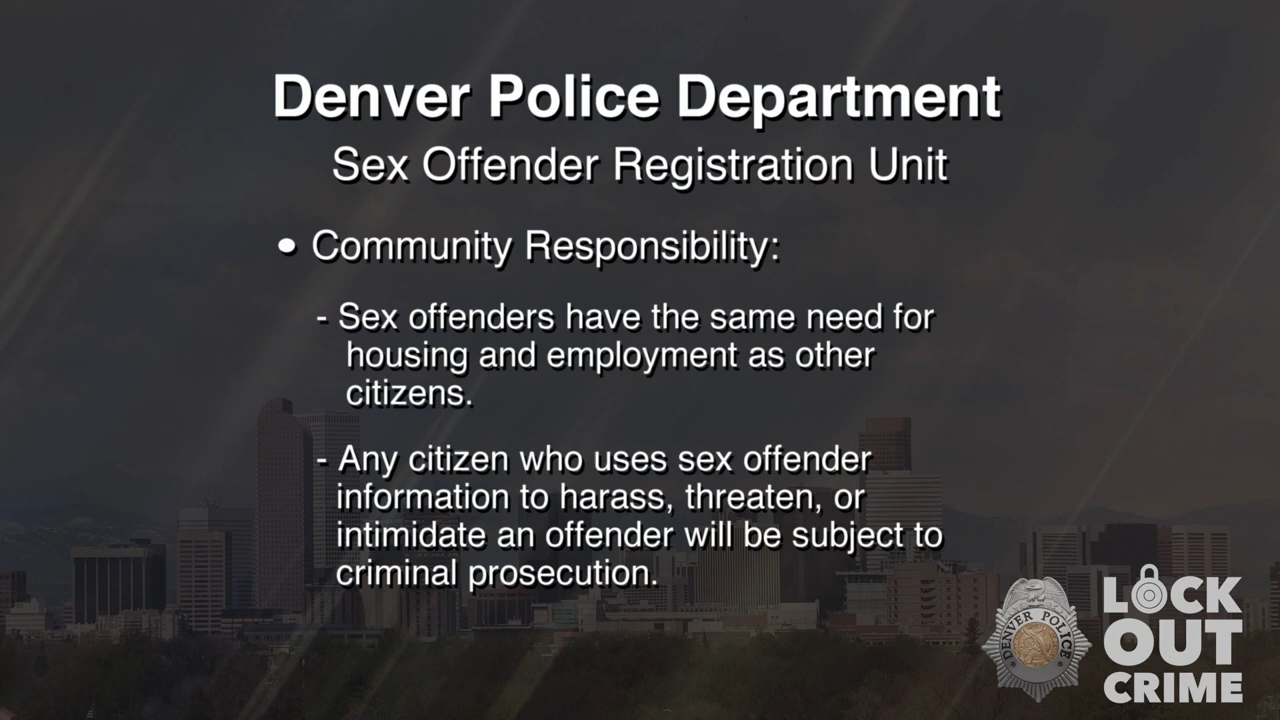 Denver Police Department
Sex Offender Registration Unit
• Community Responsibility:
- Sex offenders have the same need for
housing and employment as other
citizens.
- Any citizen who uses sex offender
information to harass, threaten, or
intimidate an offender will be subject to
criminal prosecution.
DENVER POLICE
LOCK
OUT
CRIME